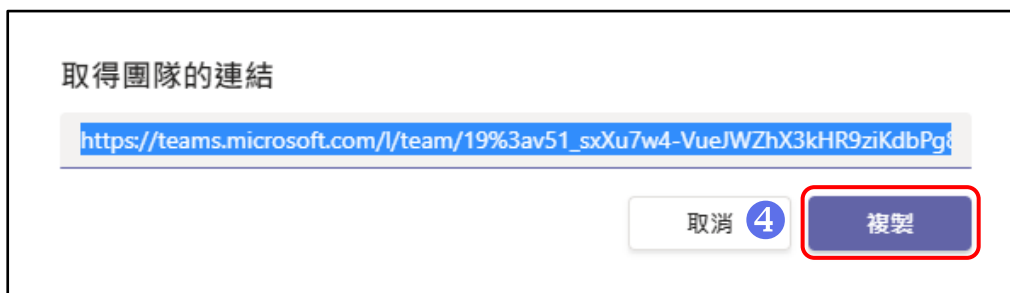 取得團隊的連結
https://teams.microsoft.com/l/team/19%3av51_sxXu7w4-VueJWZhX3kHR9ziKdbPg8
取消 4 複製